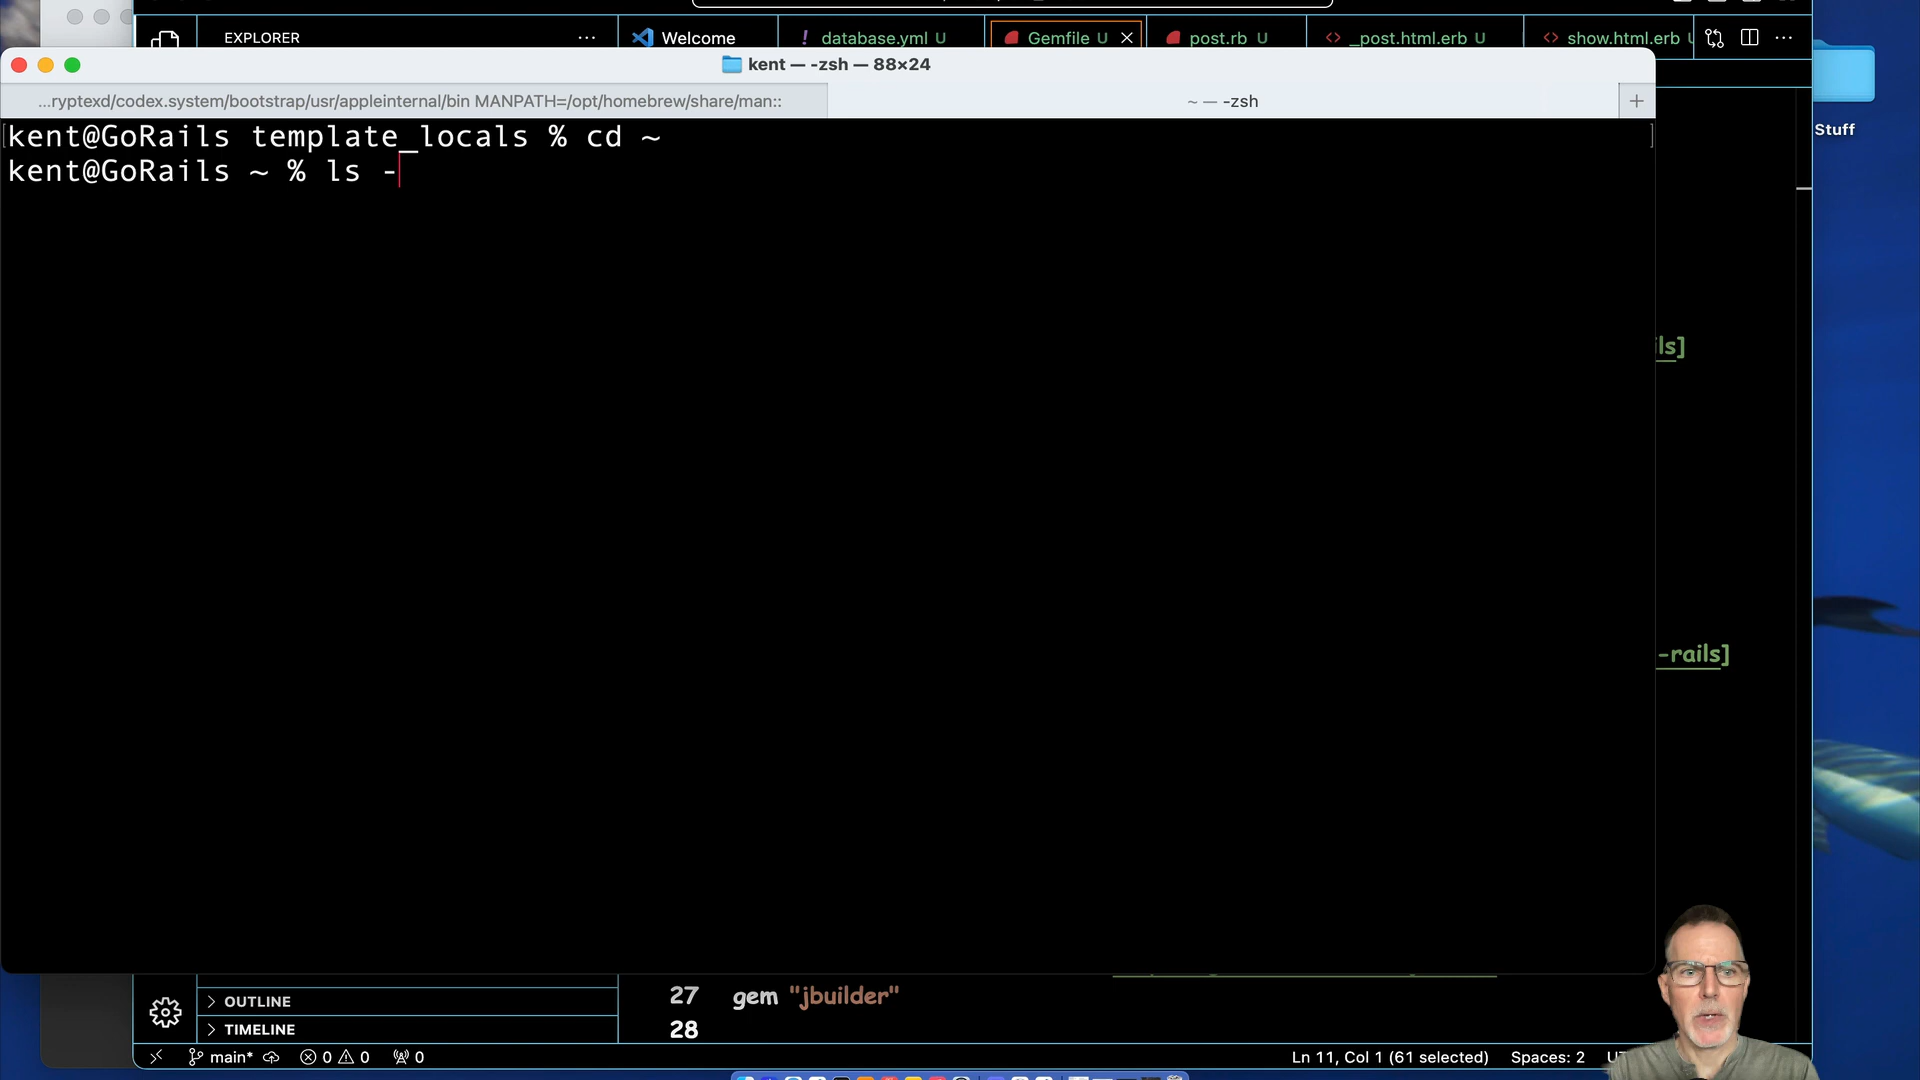 EXPLORER
Welcome
! database.yml U
Gemfile U
post.rb U
<> _post.html.erb U
<> show.html.erb
kent — -zsh — 88×24
...ryptexd/codex.system/bootstrap/usr/appleinternal/bin MANPATH=/opt/homebrew/share/man::
~ — -zsh
+
kent@GoRails template_locals % cd ~
kent@GoRails ~ % ls -
Stuff
ils]
-rails]
OUTLINE
TIMELINE
27 gem "jbuilder"
28
main*
0 0
0
Ln 11, Col 1 (61 selected)
Spaces: 2